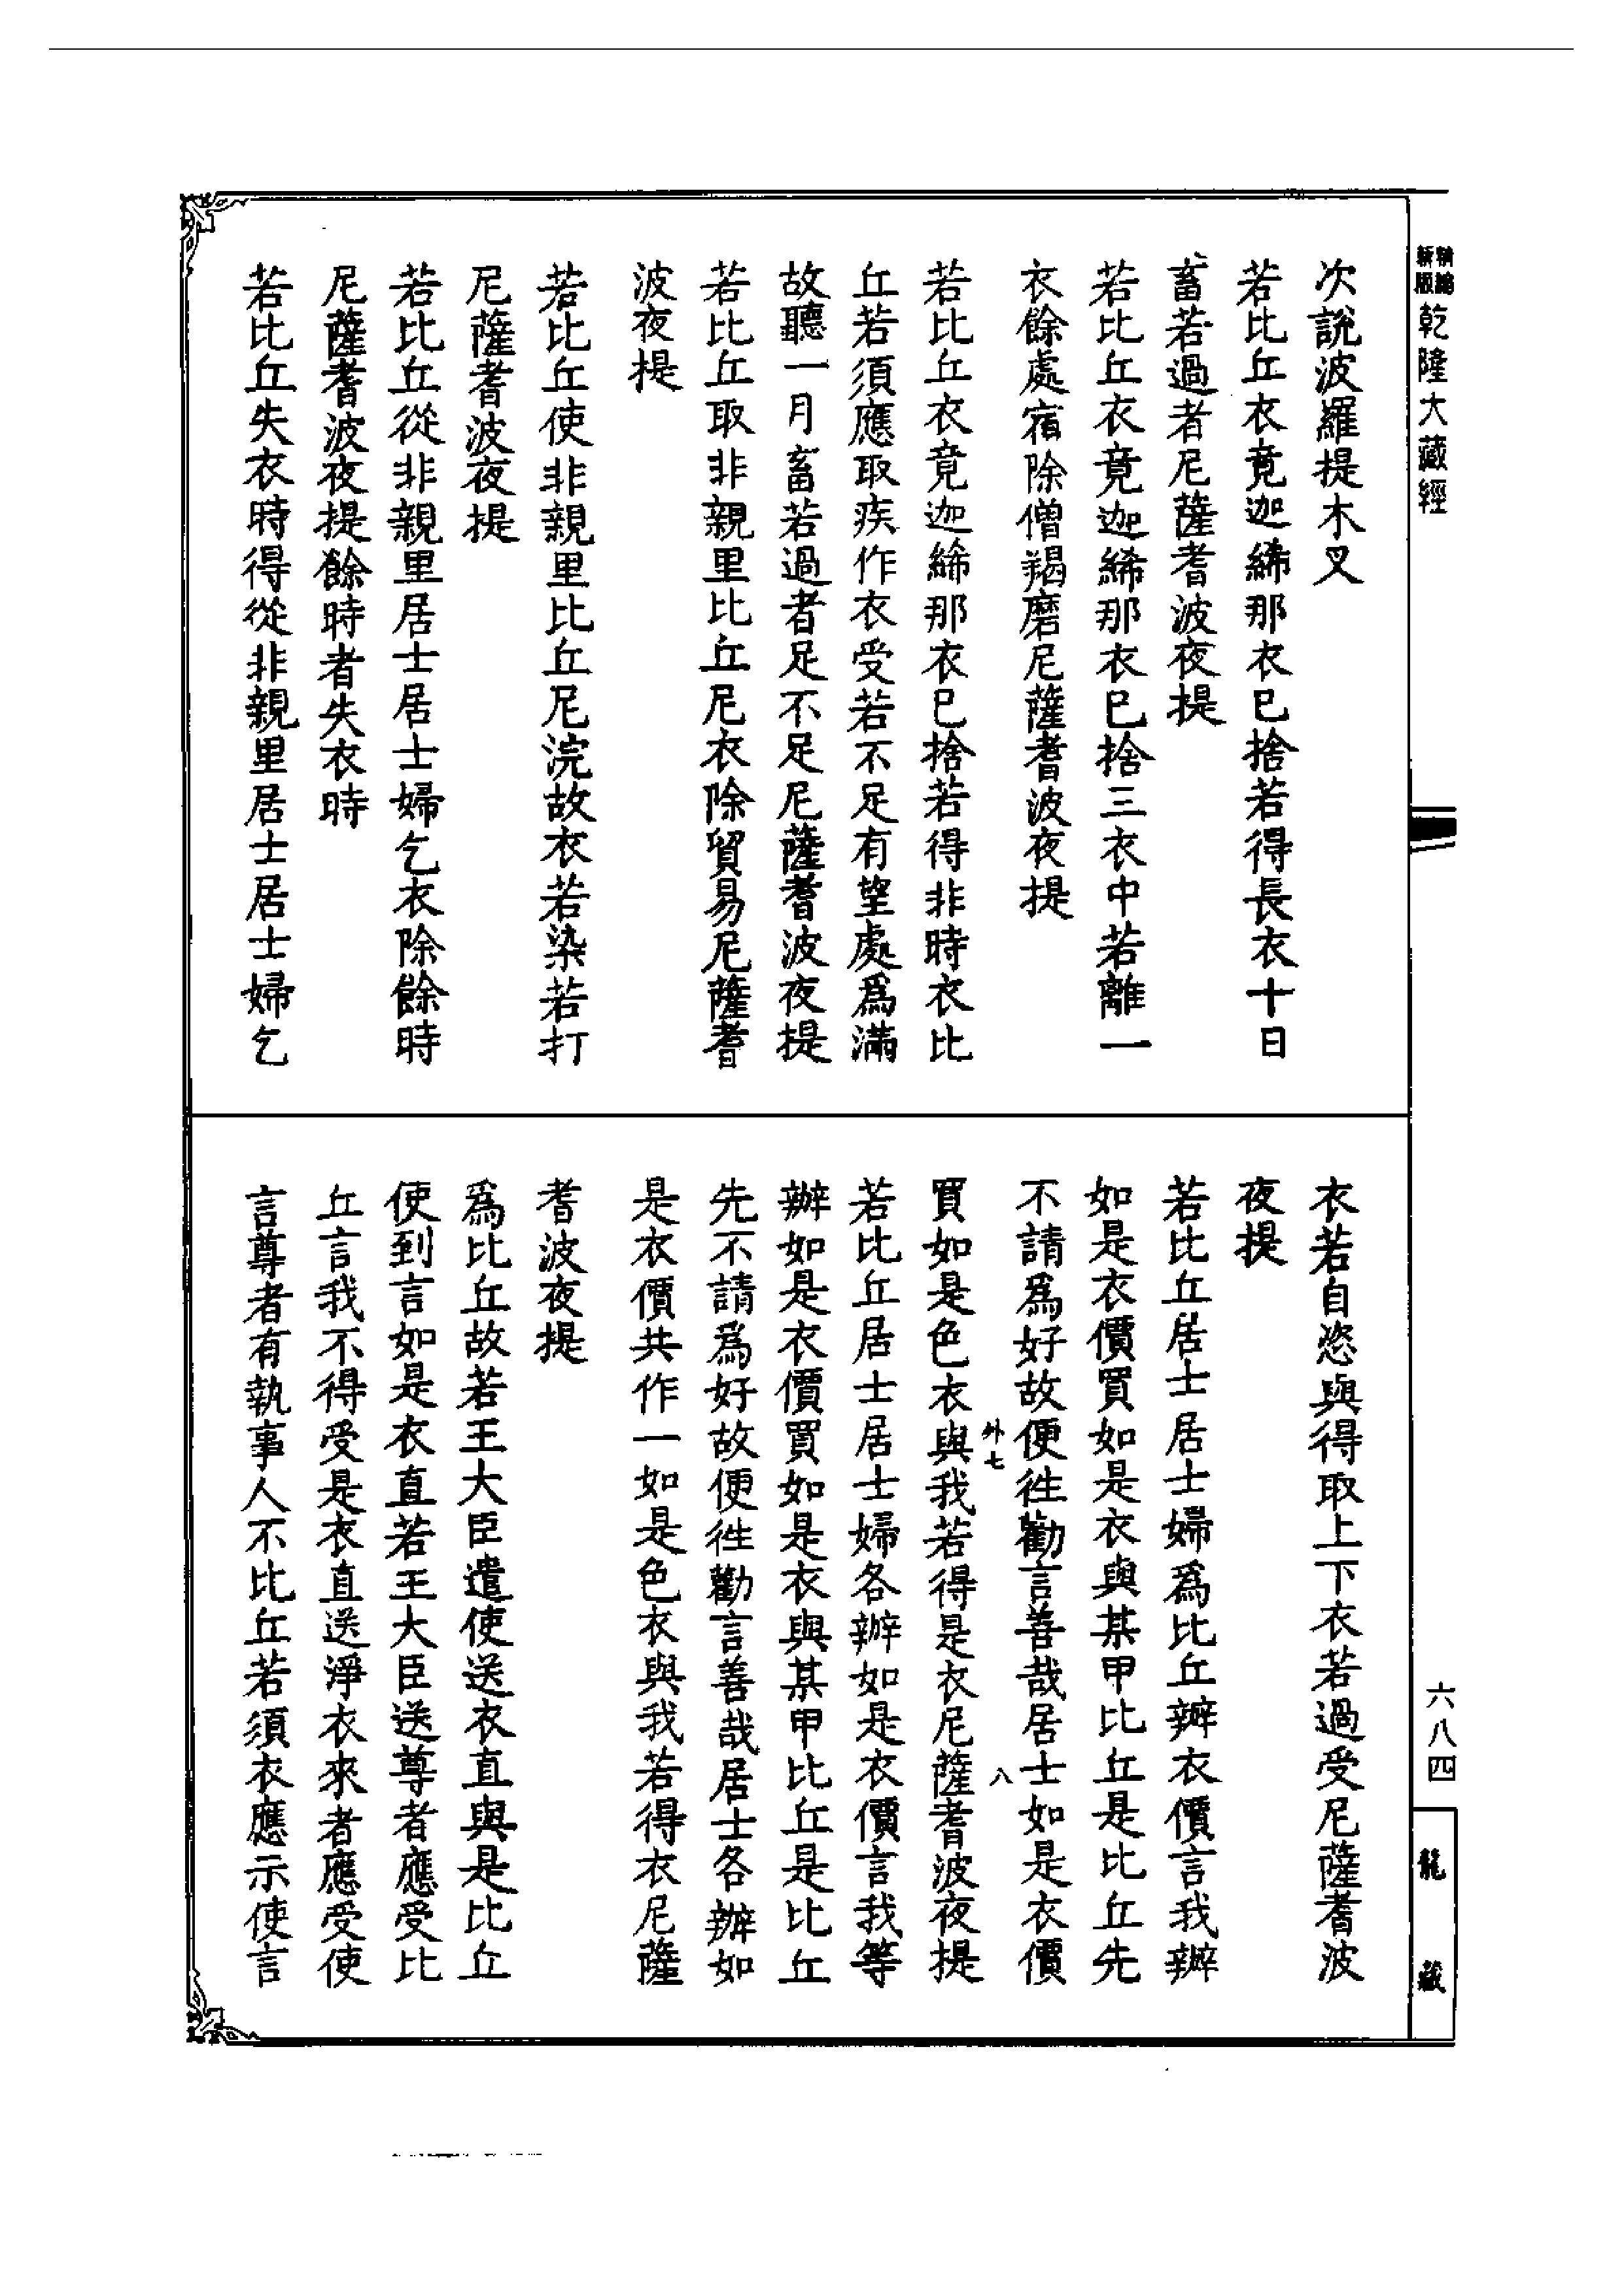 新編
新版
乾隆大藏經
次說波羅提木叉
若比丘衣竟迦絺那衣已捨若得長衣十日
畜若過者尼薩耆波夜提
若比丘衣竟迦絺那衣已捨三衣中若離一
衣餘處宿除僧羯磨尼薩耆波夜提
若比丘衣竟迦絺那衣已捨若得非時衣比
丘若須應取疾作衣受若不足有望處爲滿
故聽一月畜若過者足不足尼薩耆波夜提
若比丘取非親里比丘尼衣除貿易尼薩耆
波夜提
若比丘使非親里比丘尼浣故衣若染若打
尼薩耆波夜提
若比丘從非親里居士居士婦乞衣除餘時
尼薩耆波夜提餘時者失衣時
若比丘失衣時得從非親里居士居士婦乞
衣若自恣與得取上下衣若過受尼薩耆波
夜提
若比丘居士居士婦爲比丘辦衣價言我辦
如是衣價買如是衣與某甲比丘是比丘先
不請爲好故便徃勸言善哉居士如是衣價
外七
八
買如是色衣與我若得是衣尼薩耆波夜提
若比丘居士居士婦各辦如是衣價言我等
辦如是衣價買如是衣與某甲比丘是比丘
先不請爲好故便徃勸言善哉居士各辦如
是衣價共作一如是色衣與我若得衣尼薩
耆波夜提
爲比丘故若王大臣遣使送衣直與是比丘
使到言如是衣直若王大臣送尊者應受比
丘言我不得受是衣直送淨衣來者應受使
言尊者有執事人不比丘若須衣應示使言
六八四
龍藏